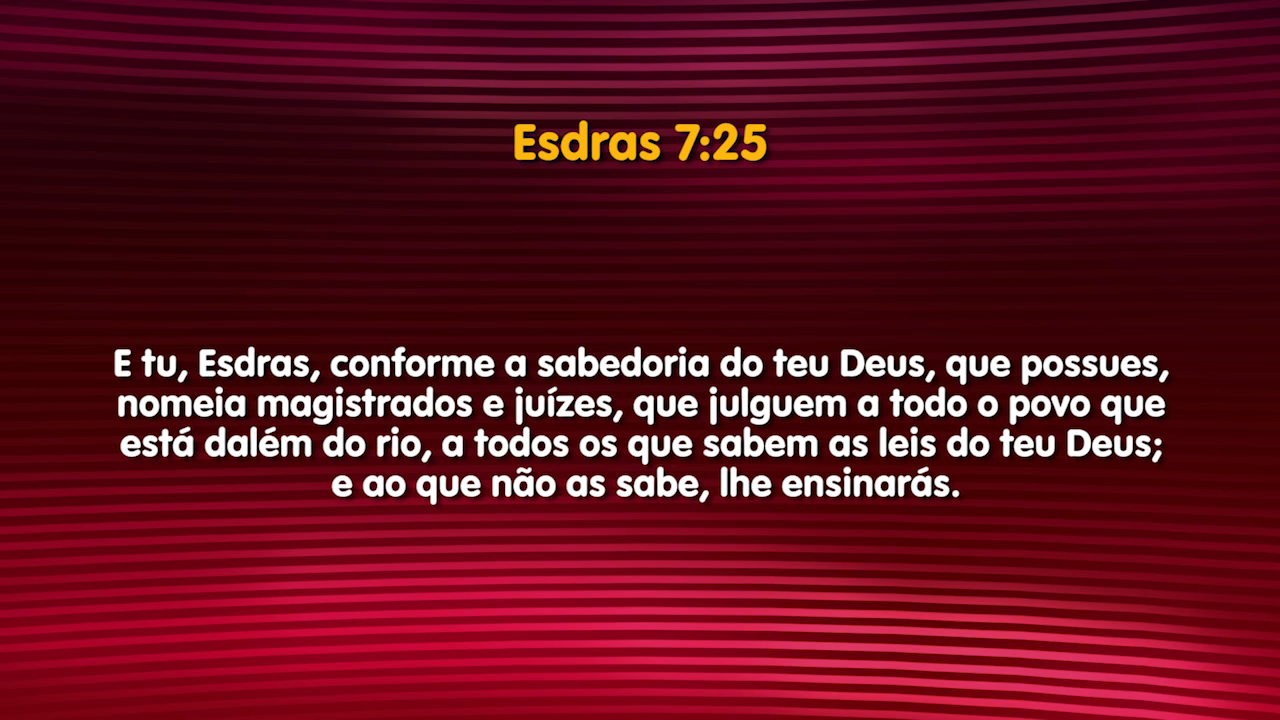 Esdras 7:25
E tu, Esdras, conforme a sabedoria do teu Deus, que possues,
nomeia magistrados e juízes, que julguem a todo o povo que
está dalém do rio, a todos os que sabem as leis do teu Deus;
e ao que não as sabe, lhe ensinarás.